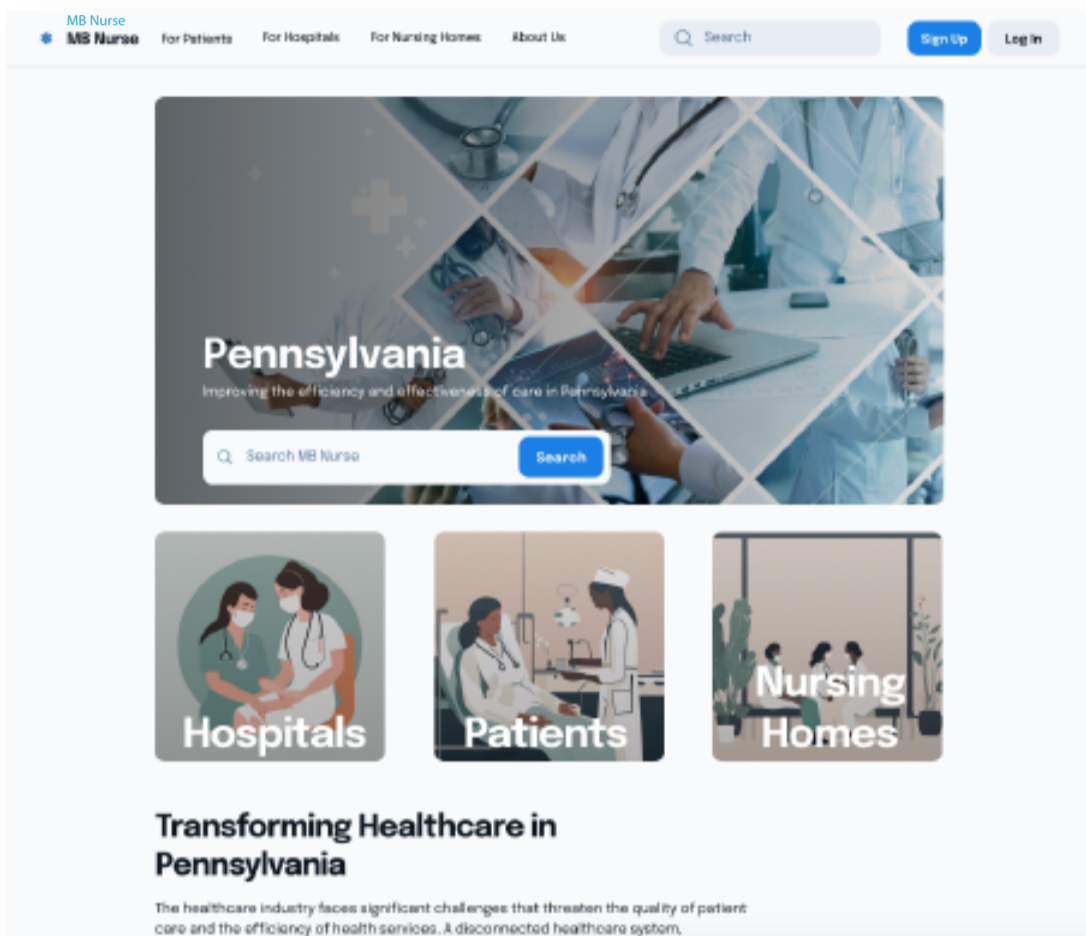 MB Nurse
MB Nurse For Patients For Hospitals For Nursing Homes About Us Search Sign Up Log In
Pennsylvania
Improving the efficiency and effectiveness of care in Pennsylvania
Search MB Nurse Search
Hospitals Patients Nursing Homes
Transforming Healthcare in
Pennsylvania
The healthcare industry faces significant challenges that threaten the quality of patient
care and the efficiency of health services. A disconnected healthcare system,